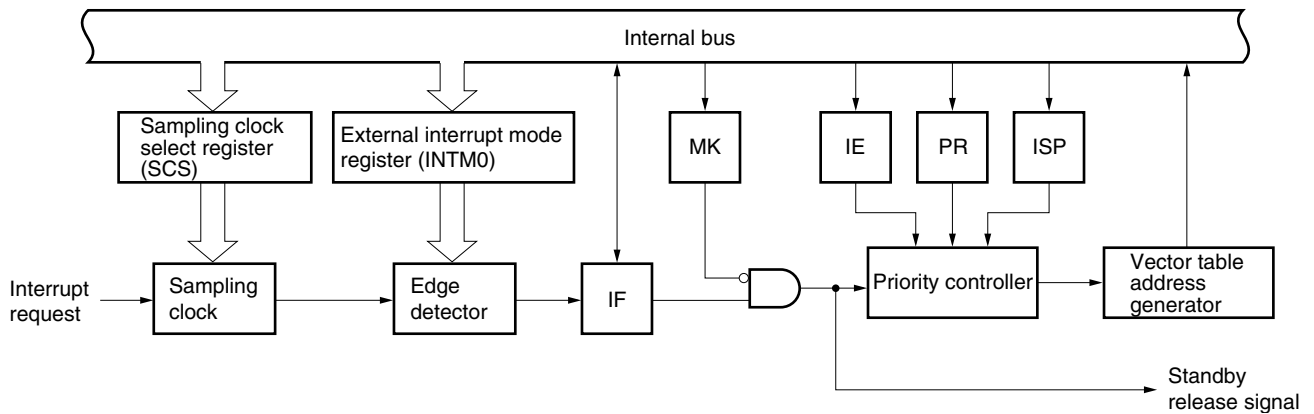 Internal bus
Sampling clock
select register
(SCS)
External interrupt mode
register (INTM0)
MK
IE
PR
ISP
Interrupt
request
Sampling
clock
Edge
detector
IF
Priority controller
Vector table
address
generator
Standby
release signal